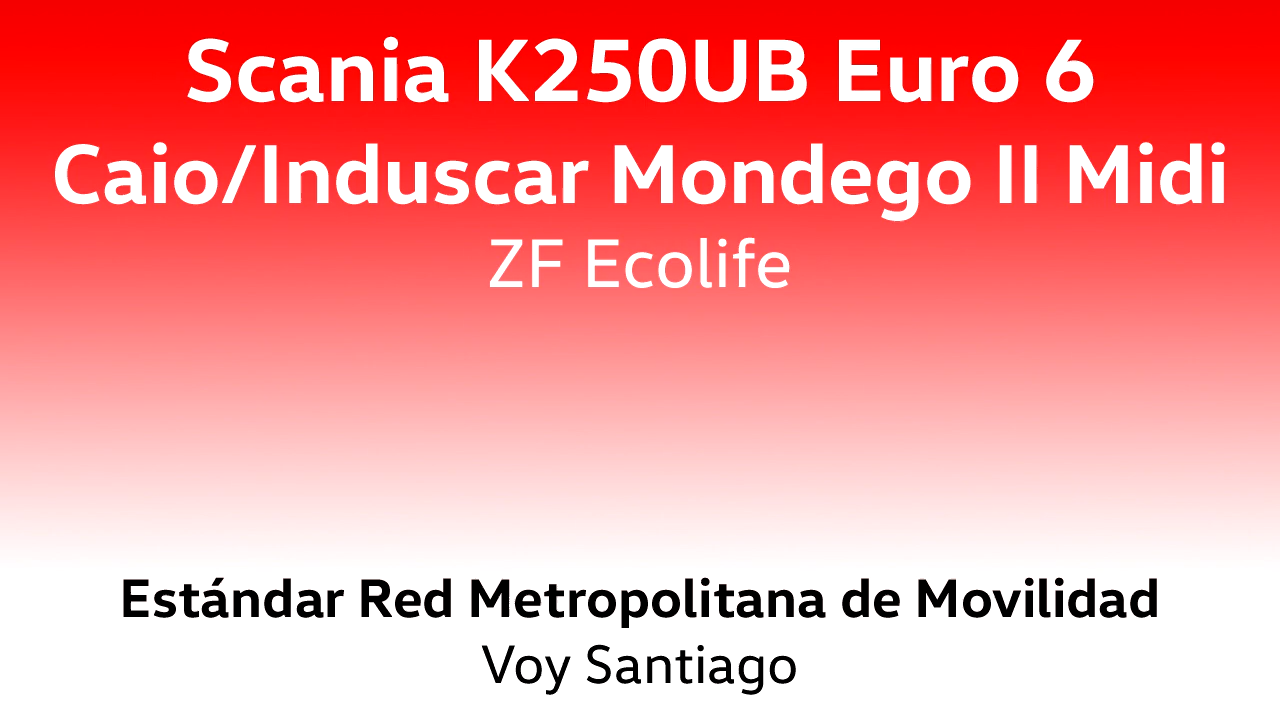 Scania K250UB Euro 6
Caio/Induscar Mondego II Midi
ZF Ecolife
Estándar Red Metropolitana de Movilidad
Voy Santiago